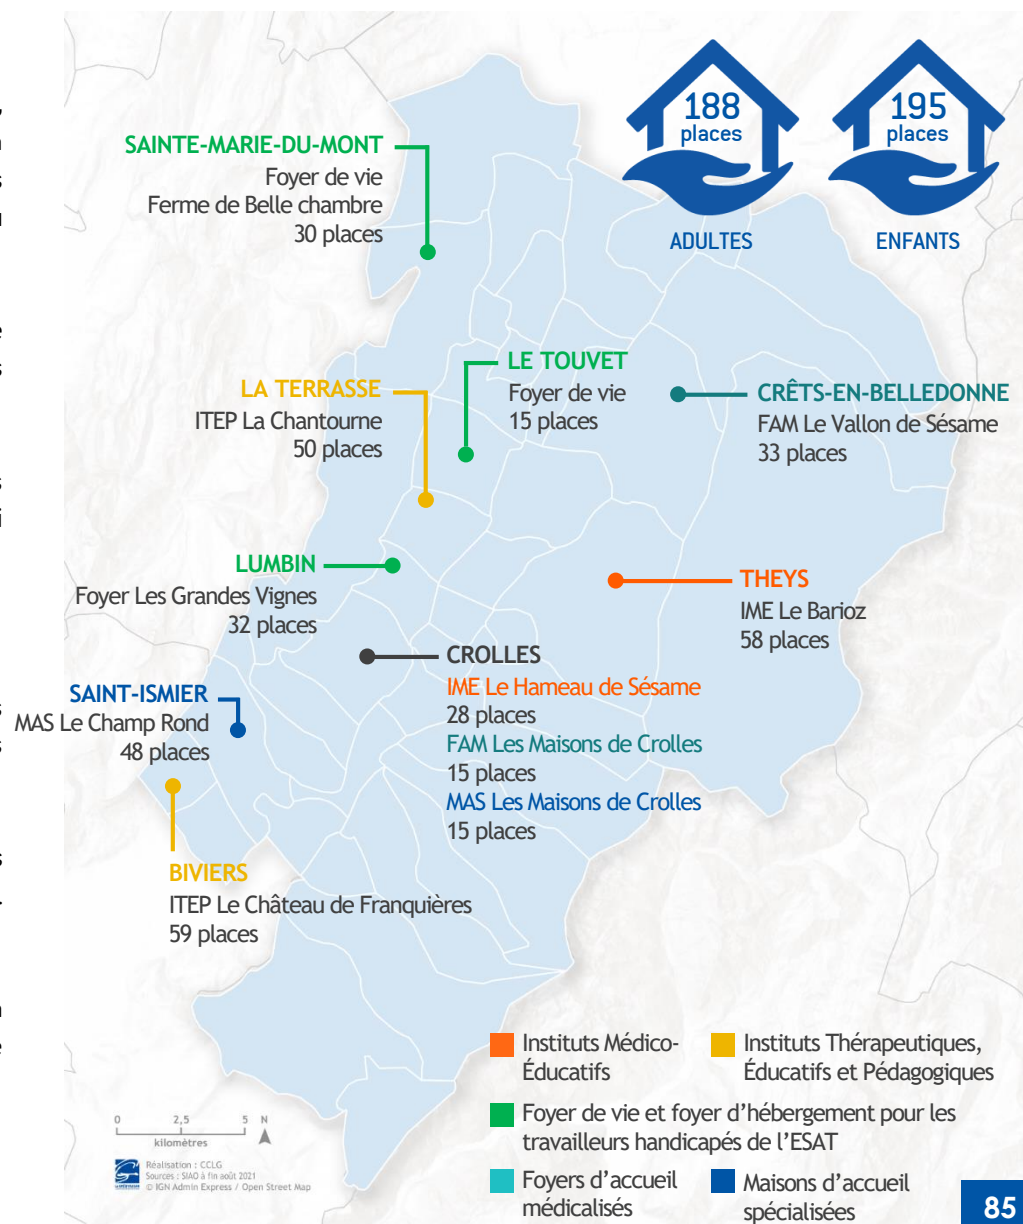 188
places
ADULTES
195
places
ENFANTS
SAINTE-MARIE-DU-MONT
Foyer de vie
Ferme de Belle chambre
30 places
LE TOUVET
Foyer de vie
15 places
LA TERRASSE
ITEP La Chantourne
50 places
CRÊTS-EN-BELLEDONNE
FAM Le Vallon de Sésame
33 places
LUMBIN
Foyer Les Grandes Vignes
32 places
THEYS
IME Le Barioz
58 places
CROLLES
IME Le Hameau de Sésame
28 places
FAM Les Maisons de Crolles
15 places
MAS Les Maisons de Crolles
15 places
SAINT-ISMIER
MAS Le Champ Rond
48 places
BIVIERS
ITEP Le Château de Franquières
59 places
Instituts Médico-
Éducatifs
Instituts Thérapeutiques,
Éducatifs et Pédagogiques
Foyer de vie et foyer d'hébergement pour les
travailleurs handicapés de l'ESAT
Foyers d'accueil
médicalisés
Maisons d'accueil
spécialisées
0 2,5 5 N
kilomètres
Réalisation : CCLG
Sources : SIAO à fin août 2021
© IGN Admin Express / Open Street Map
85